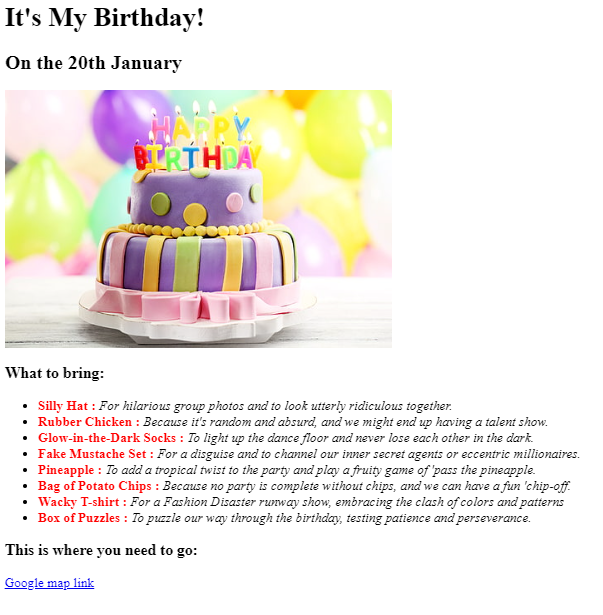 It's My Birthday!
On the 20th January
HAPPY
BIRTHDAY
What to bring:
Silly Hat : For hilarious group photos and to look utterly ridiculous together.
Rubber Chicken : Because it's random and absurd, and we might end up having a talent show.
Glow-in-the-Dark Socks : To light up the dance floor and never lose each other in the dark.
Fake Mustache Set : For a disguise and to channel our inner secret agents or eccentric millionaires.
Pineapple : To add a tropical twist to the party and play a fruity game of 'pass the pineapple.
Bag of Potato Chips : Because no party is complete without chips, and we can have a fun 'chip-off.
Wacky T-shirt : For a Fashion Disaster runway show, embracing the clash of colors and patterns
Box of Puzzles : To puzzle our way through the birthday, testing patience and perseverance.
This is where you need to go:
Google map link